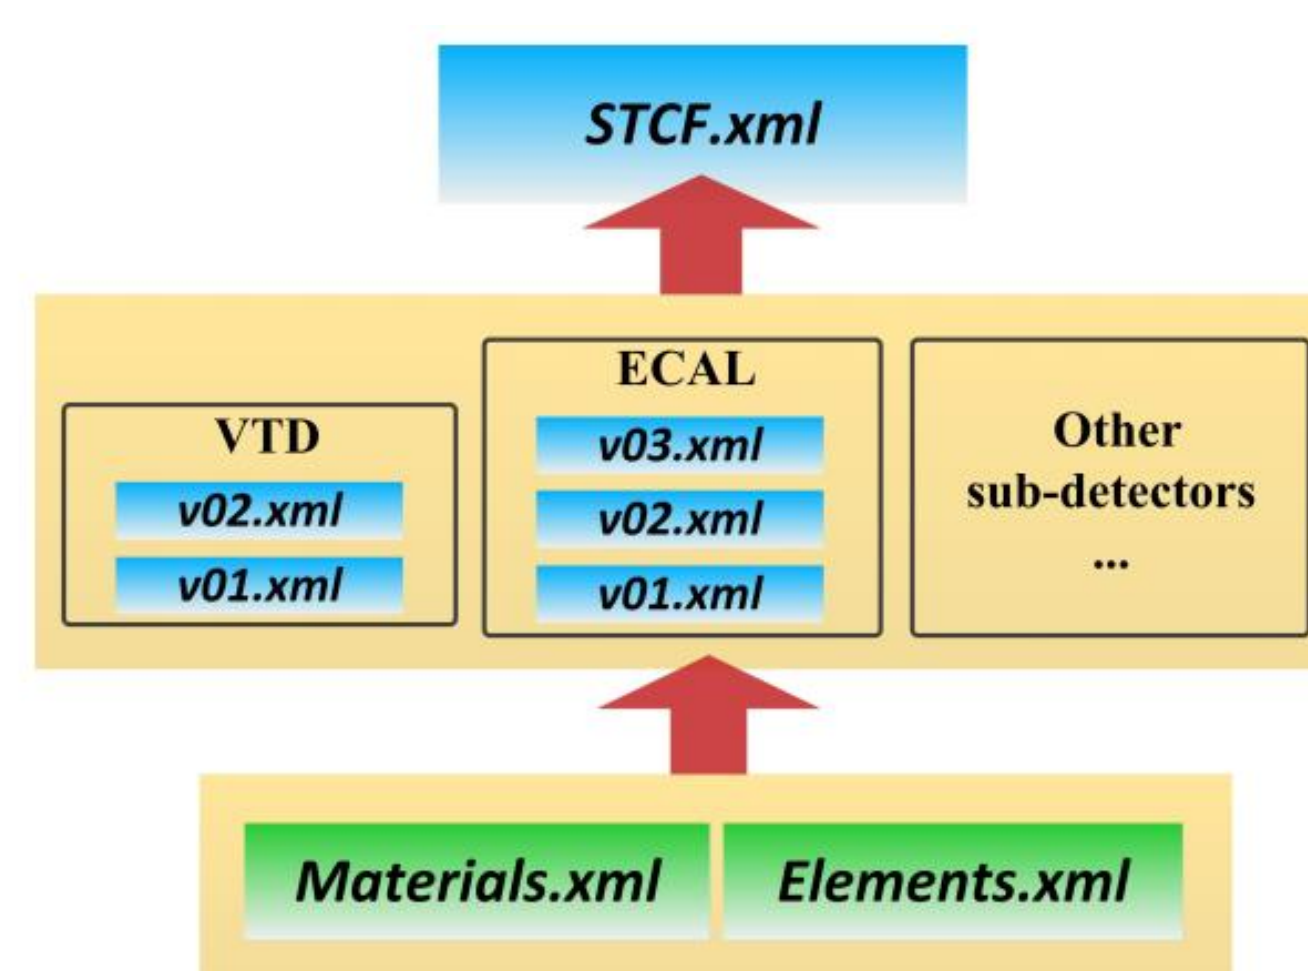 STCF.xml
VTD
v02.xml
v01.xml
ECAL
v03.xml
v02.xml
v01.xml
Other
sub-detectors
...
Materials.xml
Elements.xml